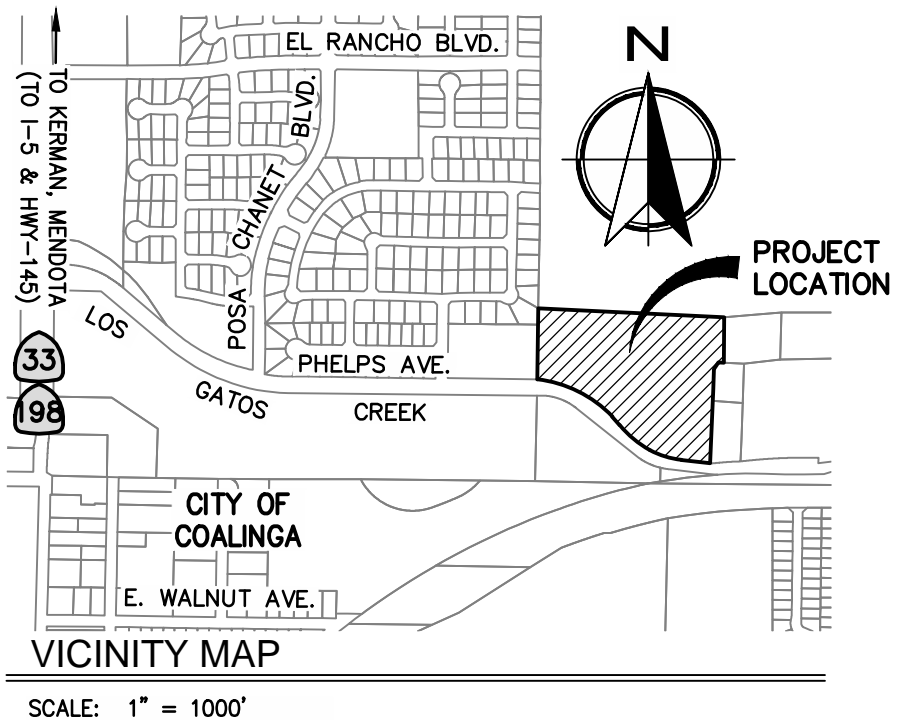 EL RANCHO BLVD.
N
TO KERMAN, MENDOTA
(TO I-5 & HWY-145)
POSA CHANET BLVD.
PROJECT
LOCATION
LOS GATOS CREEK
33
198
PHELPS AVE.
CITY OF
COALINGA
E. WALNUT AVE.
VICINITY MAP
SCALE: 1" = 1000'